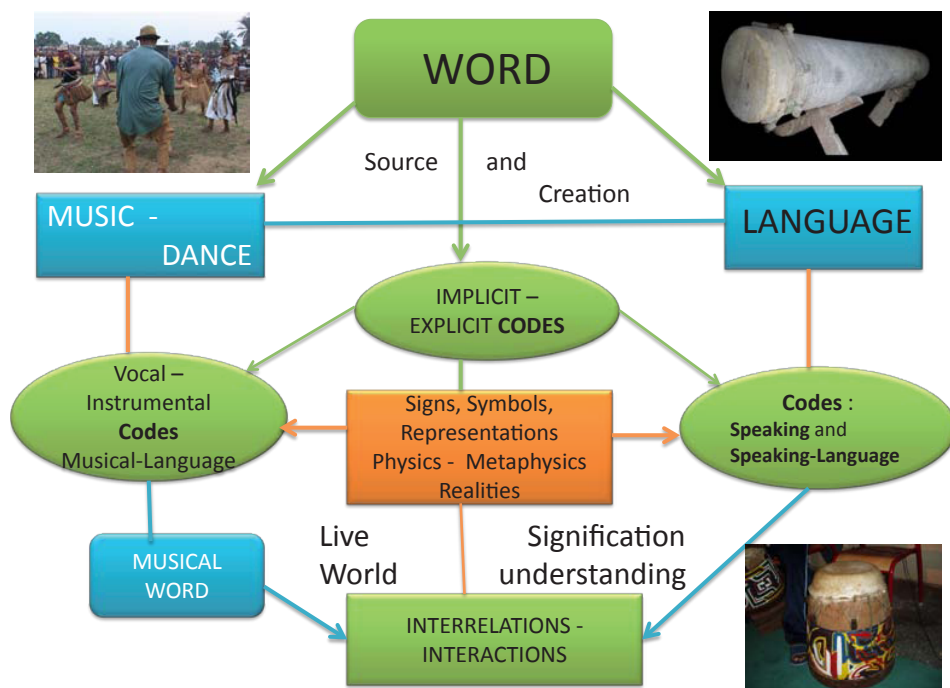 WORD
Source and
Creation
MUSIC -
DANCE
LANGUAGE
IMPLICIT –
EXPLICIT CODES
Vocal –
Instrumental
Codes
Musical-Language
Signs, Symbols,
Representations
Physics - Metaphysics
Realities
Codes :
Speaking and
Speaking-Language
MUSICAL
WORD
Live
World
Signification
understanding
INTERRELATIONS -
INTERACTIONS